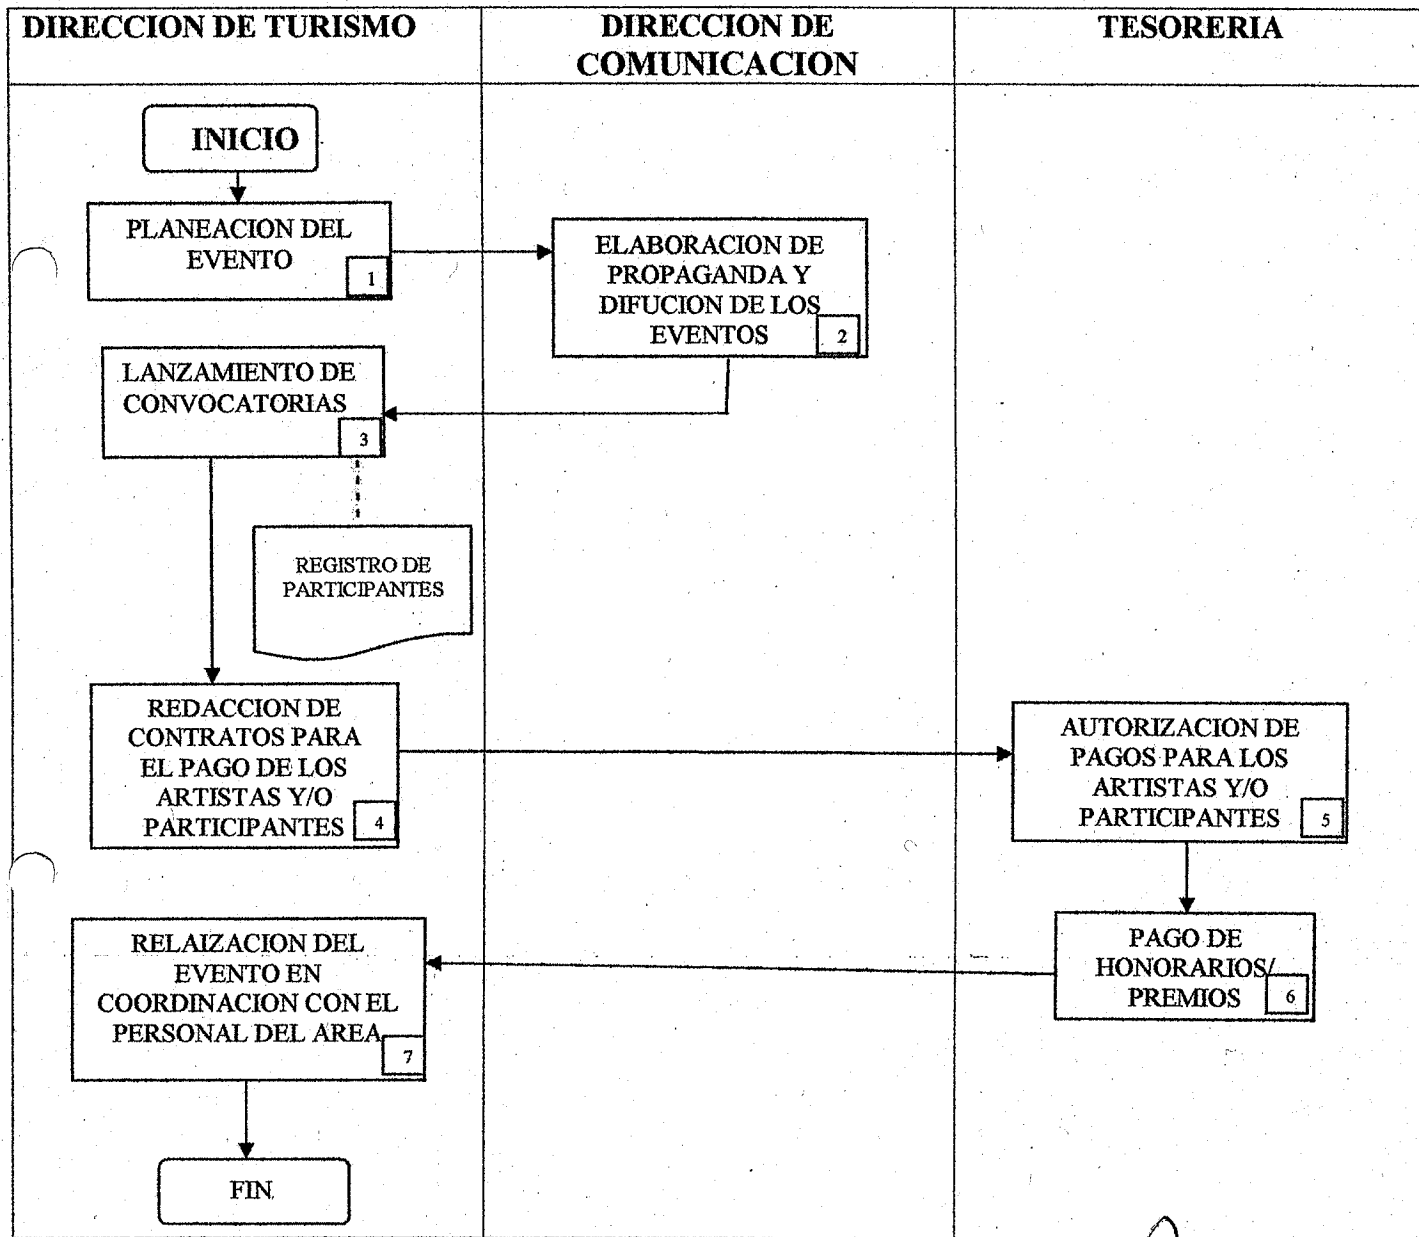 DIRECCION DE TURISMO
DIRECCION DE
COMUNICACION
TESORERIA
INICIO
PLANEACION DEL
EVENTO
1
ELABORACION DE
PROPAGANDA Y
DIFUCION DE LOS
EVENTOS
2
LANZAMIENTO DE
CONVOCATORIAS
3
REGISTRO DE
PARTICIPANTES
REDACCION DE
CONTRATOS PARA
EL PAGO DE LOS
ARTISTAS Y/O
PARTICIPANTES
4
AUTORIZACION DE
PAGOS PARA LOS
ARTISTAS Y/O
PARTICIPANTES
5
PAGO DE
HONORARIOS/
PREMIOS
6
RELAIZACION DEL
EVENTO EN
COORDINACION CON EL
PERSONAL DEL AREA
7
FIN